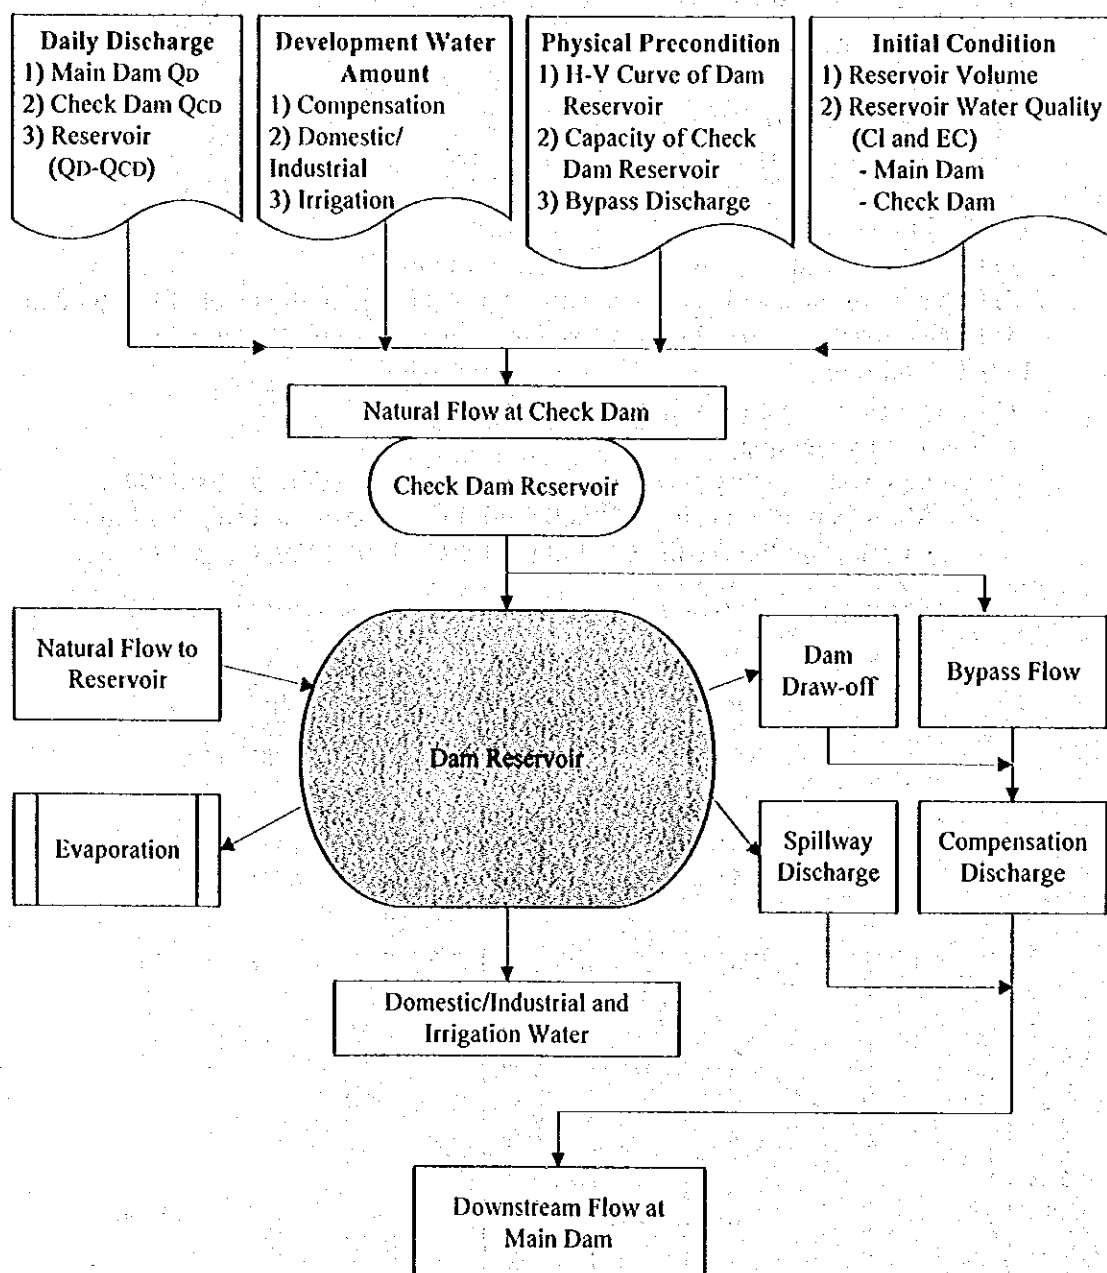 Daily Discharge
1) Main Dam QD
2) Check Dam QCD
3) Reservoir
(QD-QCD)
Development Water
Amount
1) Compensation
2) Domestic/
Industrial
3) Irrigation
Physical Precondition
1) H-V Curve of Dam
Reservoir
2) Capacity of Check
Dam Reservoir
3) Bypass Discharge
Initial Condition
1) Reservoir Volume
2) Reservoir Water Quality
(Cl and EC)
- Main Dam
- Check Dam
Natural Flow at Check Dam
Check Dam Reservoir
Natural Flow to
Reservoir
Dam
Draw-off
Bypass Flow
Dam Reservoir
Evaporation
Spillway
Discharge
Compensation
Discharge
Domestic/Industrial and
Irrigation Water
Downstream Flow at
Main Dam